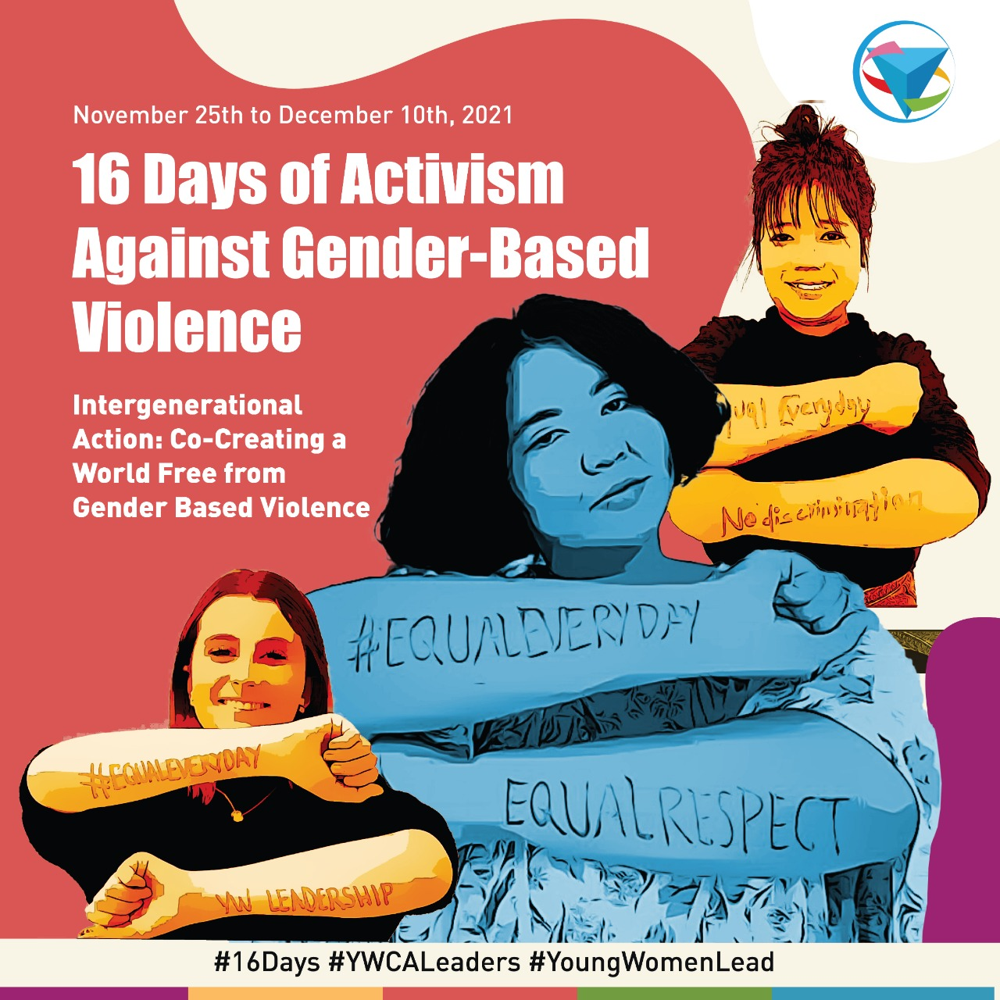 November 25th to December 10th, 2021
16 Days of Activism
Against Gender-Based
Violence
Intergenerational
Action: Co-Creating a
World Free from
Gender Based Violence
Everyday
No discrimination
#EQUALEVERYDAY
EQUALRESPECT
#EQUALEVERYDAY
YW LEADERSHIP
#16Days #YWCALeaders #YoungWomenLead